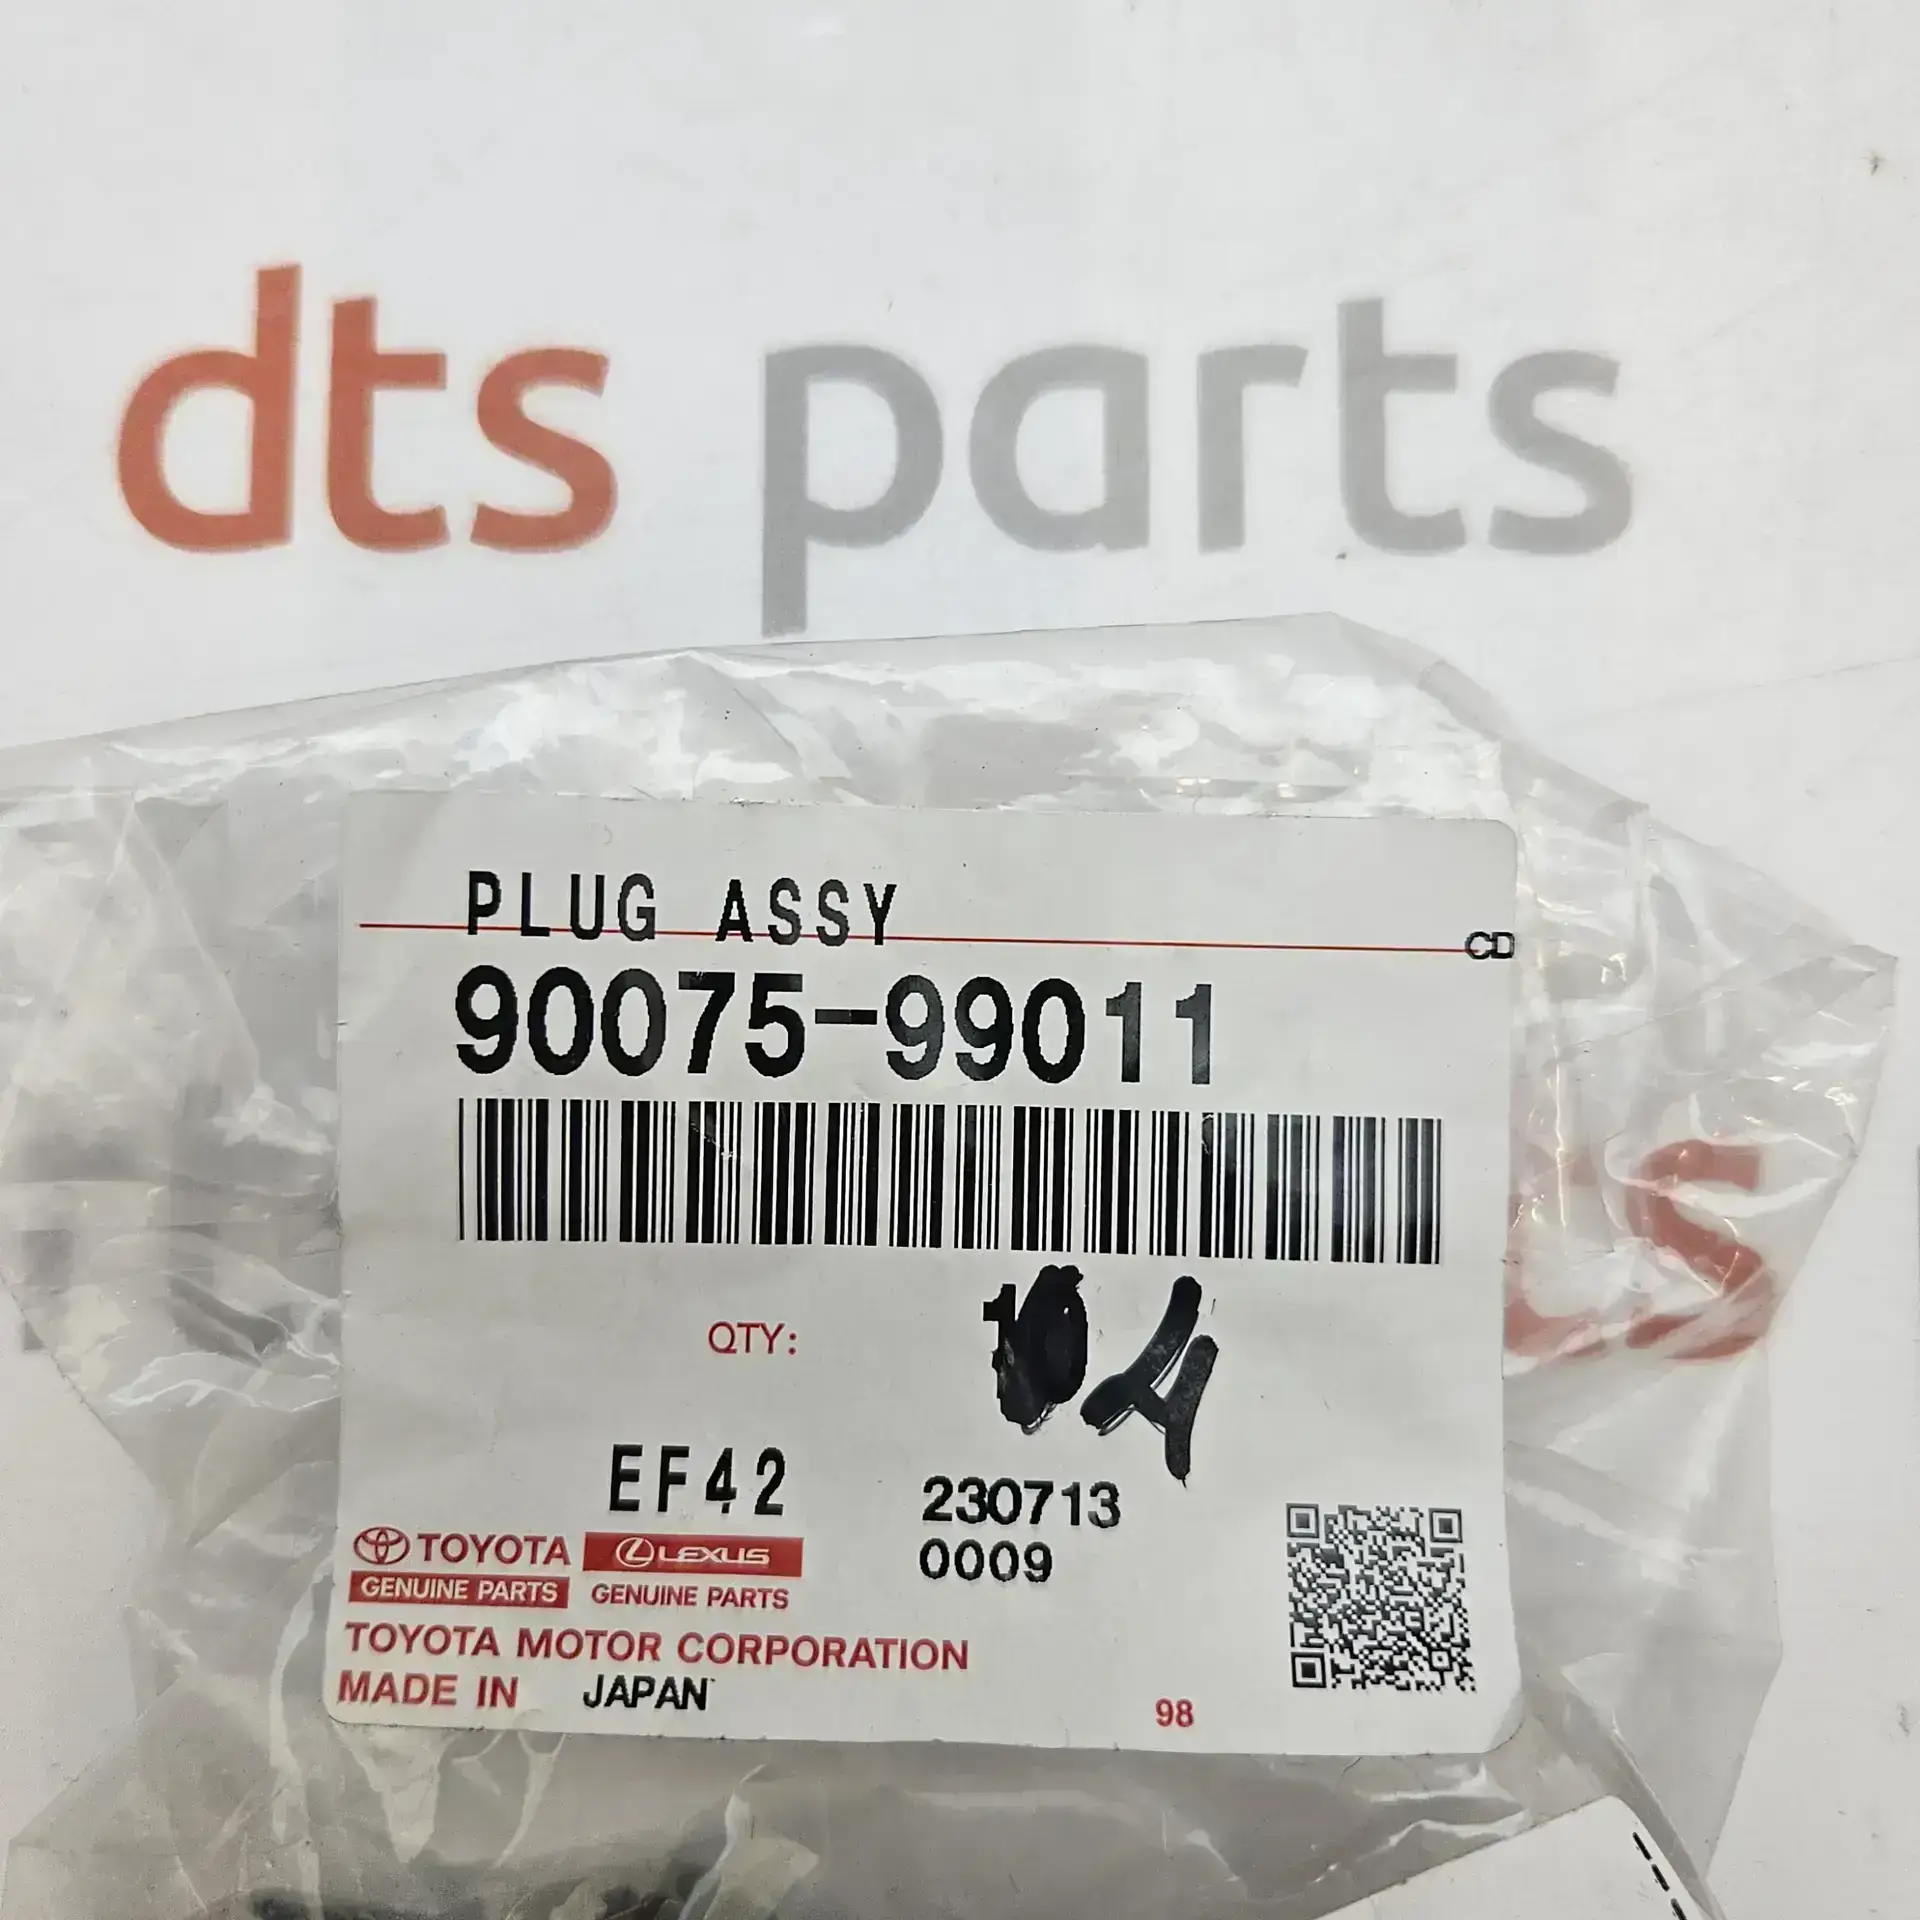 dts parts
PLUG ASSY
CD
90075-99011
QTY:
EF42
230713
0009
TOYOTA LEXUS
GENUINE PARTS GENUINE PARTS
TOYOTA MOTOR CORPORATION
MADE IN JAPAN
98